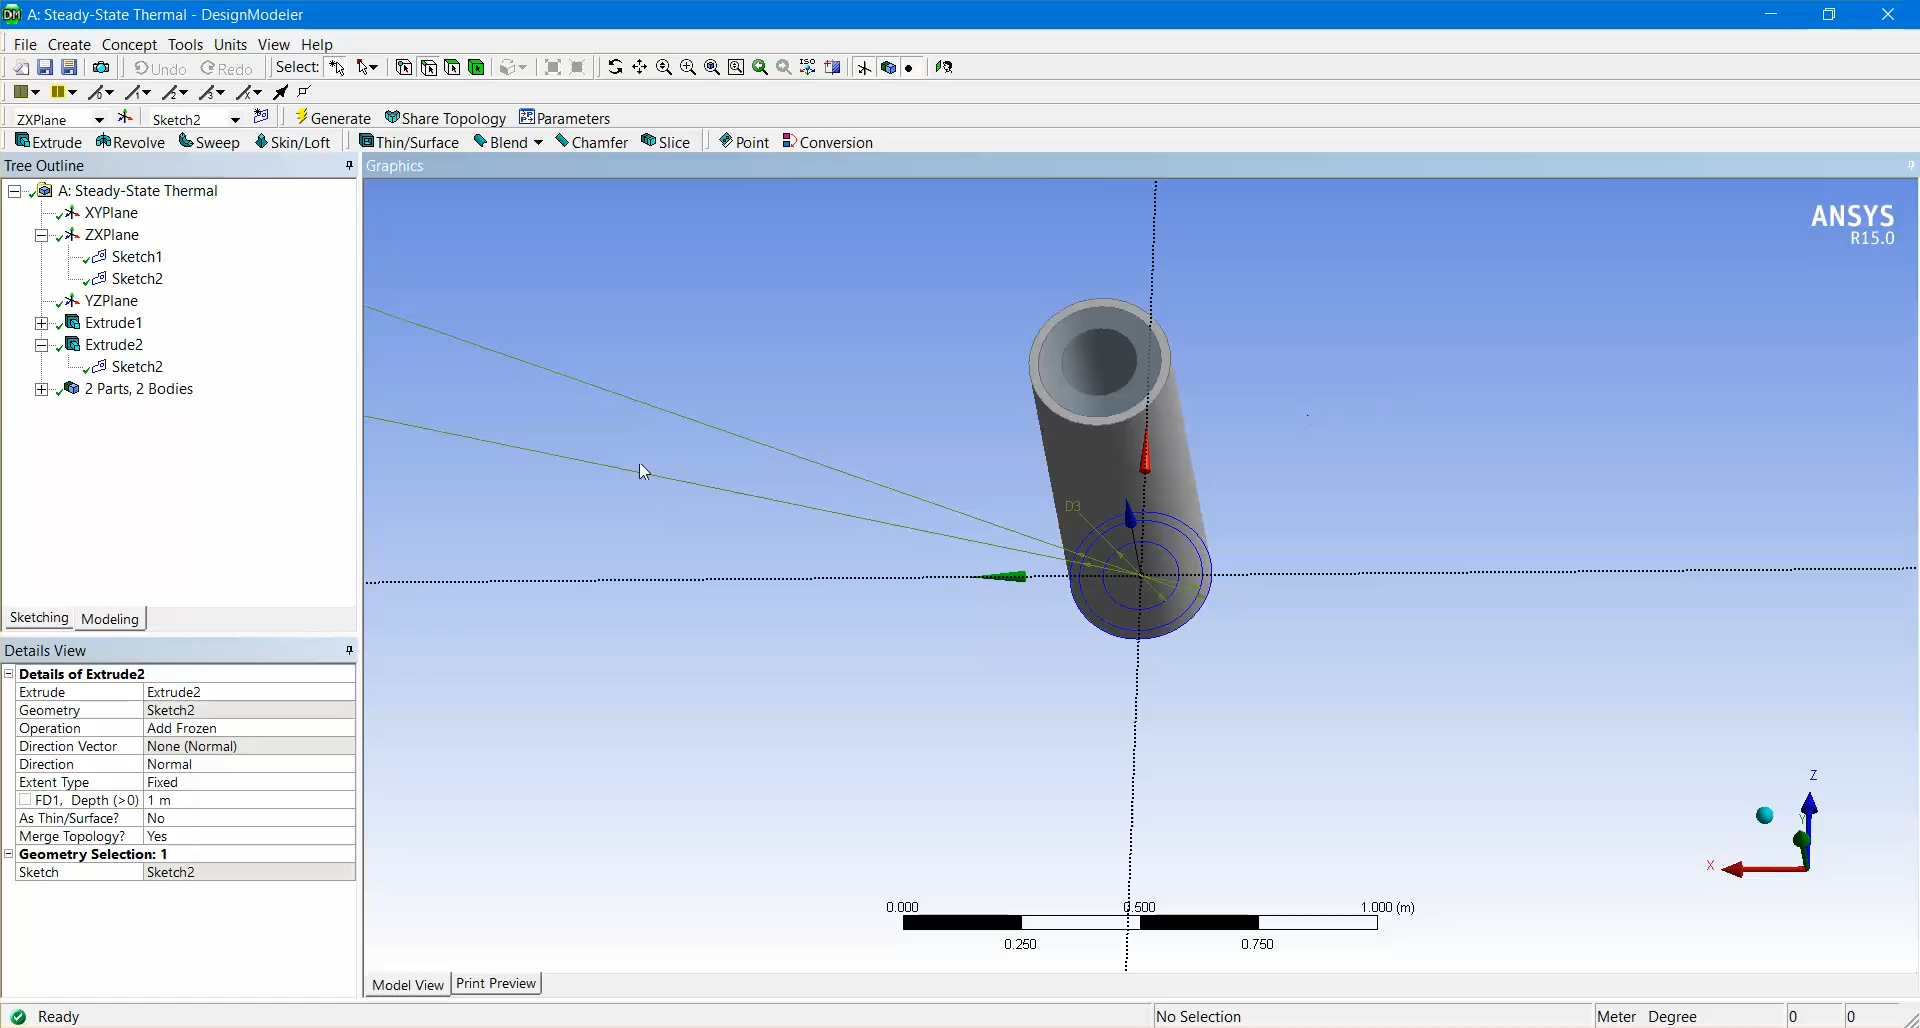 A: Steady-State Thermal - DesignModeler
File Create Concept Tools Units View Help
Undo Redo Select: ISO
ZXPlane Sketch2 Generate Share Topology Parameters
Extrude Revolve Sweep Skin/Loft Thin/Surface Blend Chamfer Slice Point Conversion
Tree Outline
A: Steady-State Thermal
XYPlane
ZXPlane
Sketch1
Sketch2
YZPlane
Extrude1
Extrude2
Sketch2
2 Parts, 2 Bodies
Sketching Modeling
Details View
Details of Extrude2
Extrude Extrude2
Geometry Sketch2
Operation Add Frozen
Direction Vector None (Normal)
Direction Normal
Extent Type Fixed
FD1, Depth (>0) 1 m
As Thin/Surface? No
Merge Topology? Yes
Geometry Selection: 1
Sketch Sketch2
Graphics
ANSYS
R15.0
D3
Z
Y
X
0.000 0.500 1.000 (m)
0.250 0.750
Model View Print Preview
Ready No Selection Meter Degree 0 0